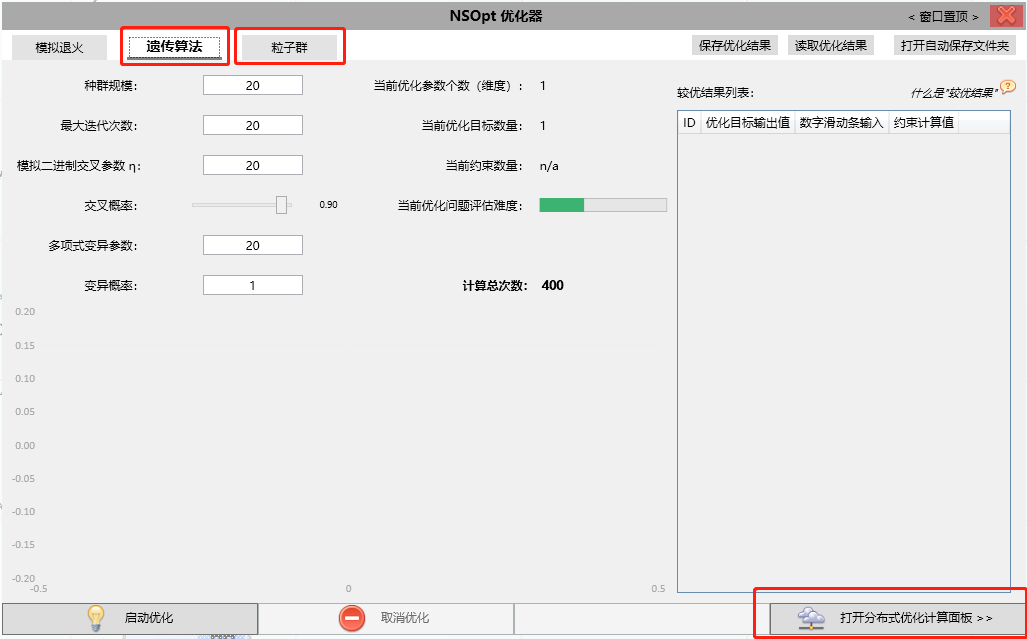 NSOpt 优化器
< 窗口置顶 >
模拟退火
遗传算法
粒子群
保存优化结果
读取优化结果
打开自动保存文件夹
种群规模:
20
当前优化参数个数（维度）:
1
较优结果列表:
什么是"较优结果"
?
最大迭代次数:
20
当前优化目标数量:
1
ID
优化目标输出值
数字滑动条输入
约束计算值
模拟二进制交叉参数 η:
20
当前约束数量:
n/a
交叉概率:
0.90
当前优化问题评估难度:
多项式变异参数:
20
变异概率:
1
计算总次数:
400
0.20
0.15
0.10
0.05
0.00
-0.05
-0.10
-0.15
-0.20
-0.5
0
0.5
启动优化
取消优化
打开分布式优化计算面板 >>